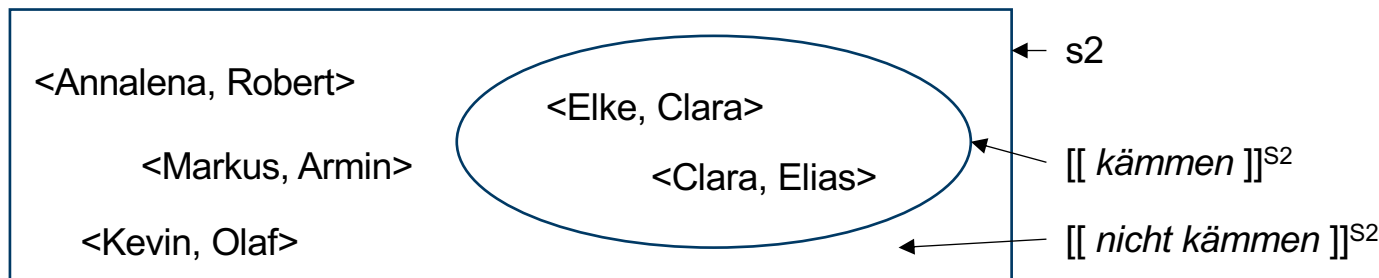 s2
<Annalena, Robert>
<Elke, Clara>
<Markus, Armin>
<Clara, Elias>
[[ kämmen ]]S2
<Kevin, Olaf>
[[ nicht kämmen ]]S2